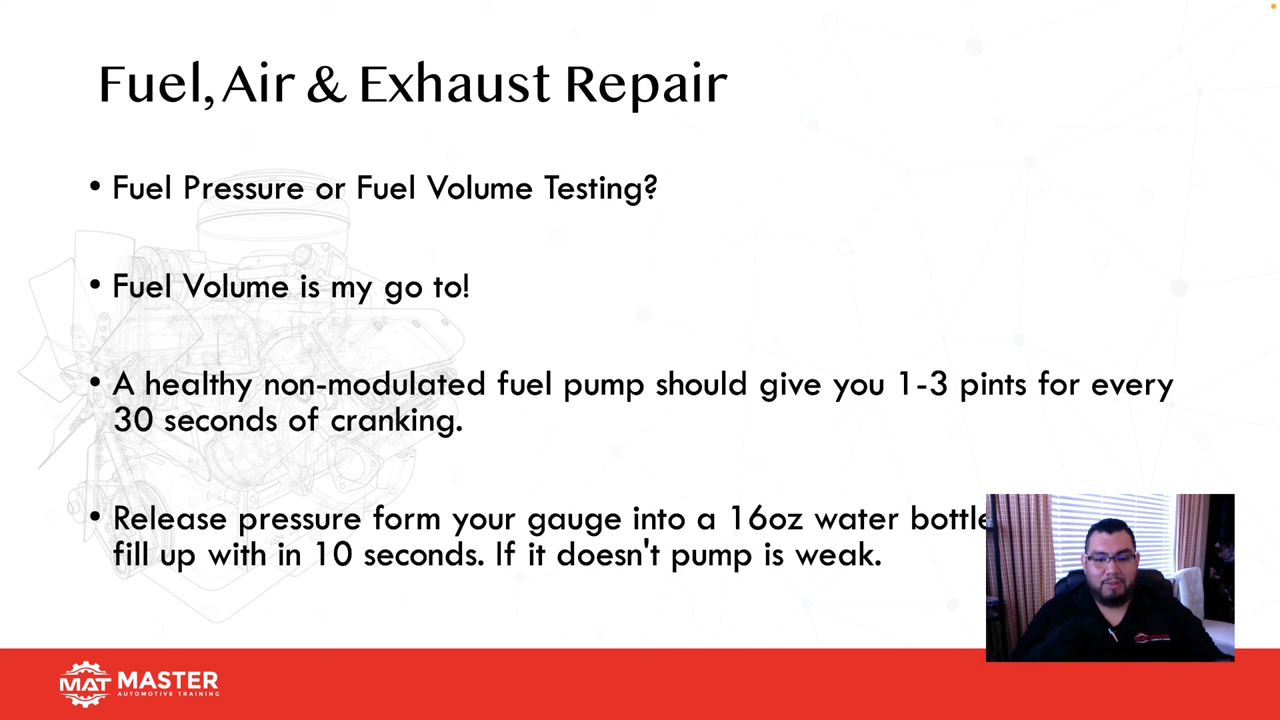 Fuel, Air & Exhaust Repair
• Fuel Pressure or Fuel Volume Testing?
• Fuel Volume is my go to!
• A healthy non-modulated fuel pump should give you 1-3 pints for every
30 seconds of cranking.
• Release pressure form your gauge into a 16oz water bottle
fill up with in 10 seconds. If it doesn't pump is weak.
MAT MASTER
AUTOMOTIVE TRAINING